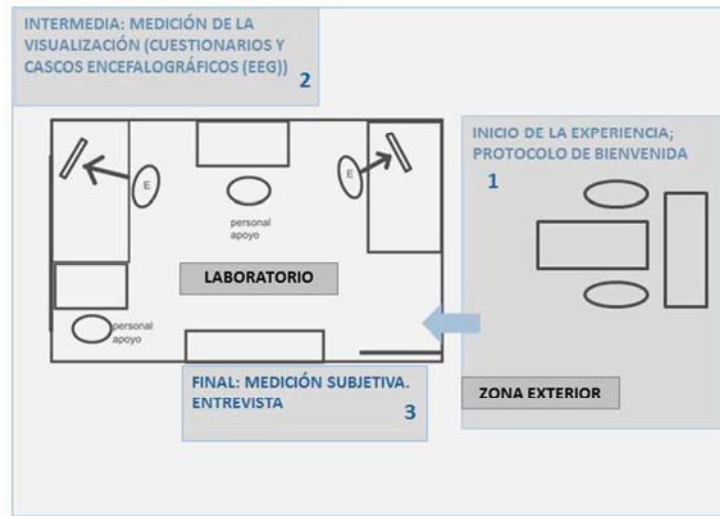 INTERMEDIA: MEDICIÓN DE LA
VISUALIZACIÓN (CUESTIONARIOS Y
CASCOS ENCEFALOGRÁFICOS (EEG))
2
INICIO DE LA EXPERIENCIA;
PROTOCOLO DE BIENVENIDA
1
E
E
personal
apoyo
LABORATORIO
personal
apoyo
FINAL: MEDICIÓN SUBJETIVA.
ENTREVISTA
3
ZONA EXTERIOR